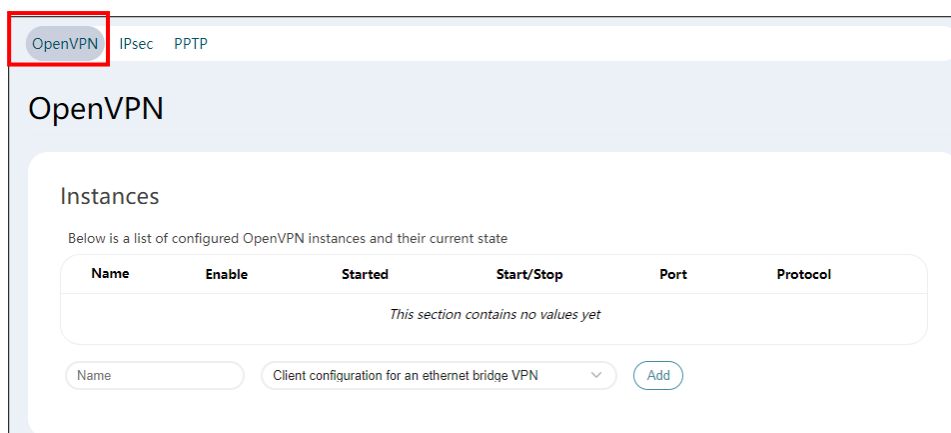 OpenVPN IPsec PPTP
OpenVPN
Instances
Below is a list of configured OpenVPN instances and their current state
Name Enable Started Start/Stop Port Protocol
This section contains no values yet
Name Client configuration for an ethernet bridge VPN Add